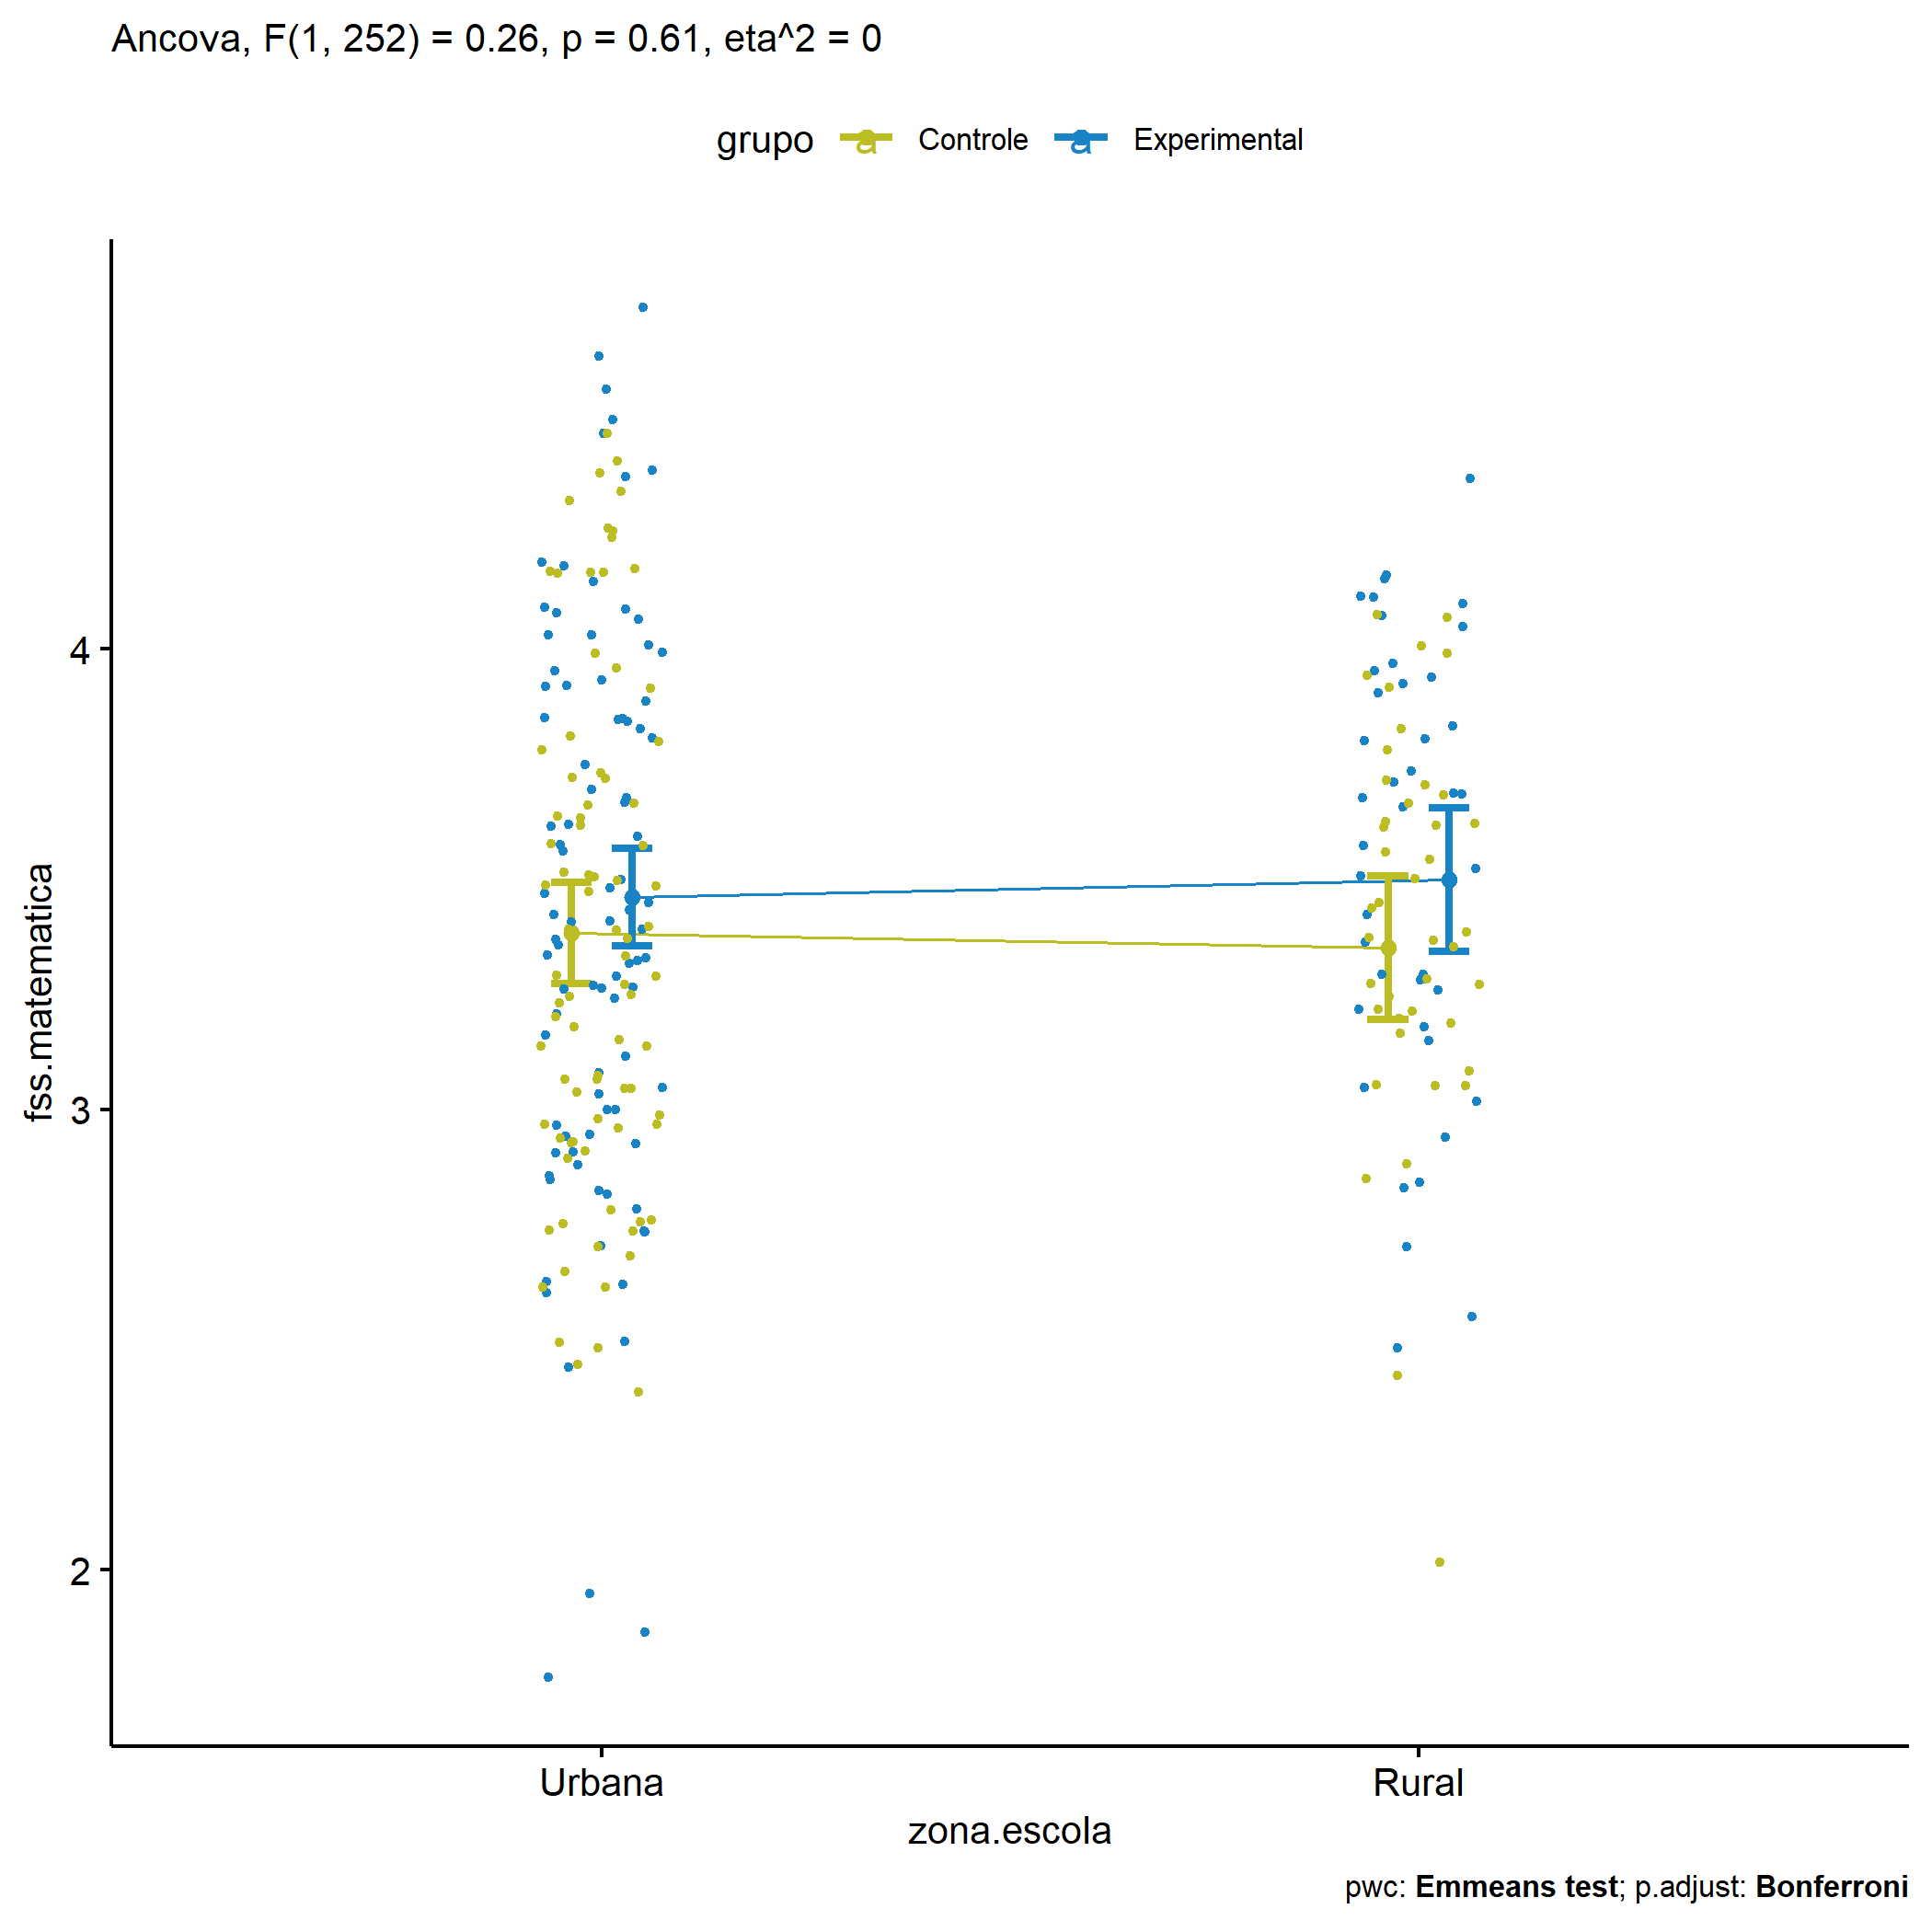 Ancova, F(1, 252) = 0.26, p = 0.61, eta^2 = 0
grupo a Controle a Experimental
fss.matematica
4
3
2
Urbana Rural
zona.escola
pwc: Emmeans test; p.adjust: Bonferroni